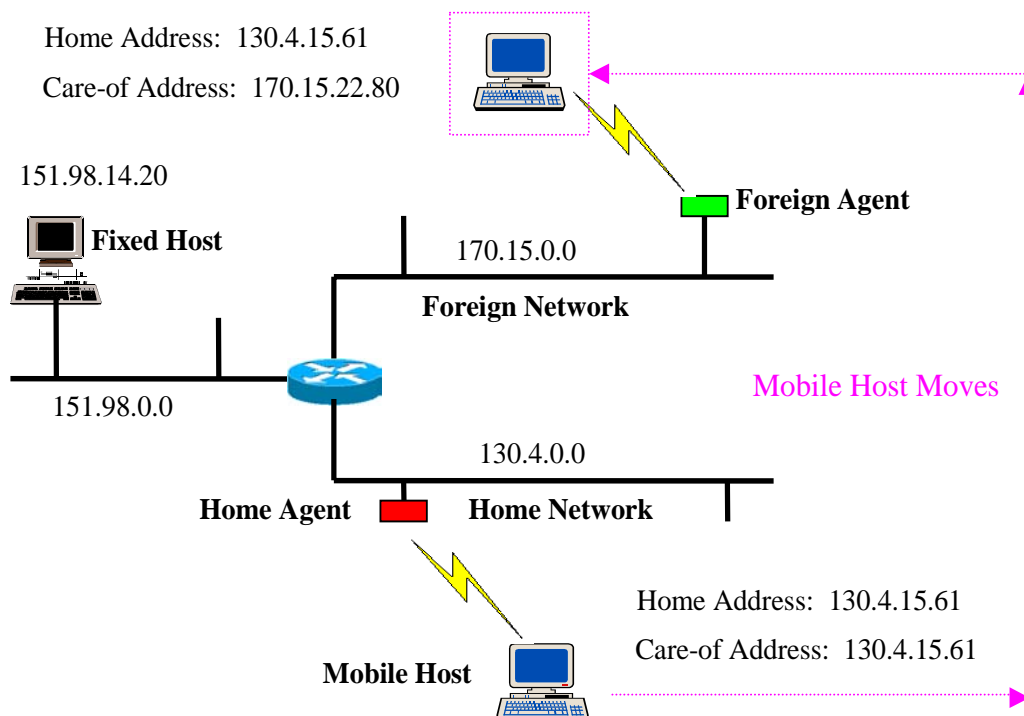 Home Address: 130.4.15.61
Care-of Address: 170.15.22.80
151.98.14.20
Fixed Host
Foreign Agent
170.15.0.0
Foreign Network
151.98.0.0
Mobile Host Moves
130.4.0.0
Home Agent
Home Network
Home Address: 130.4.15.61
Care-of Address: 130.4.15.61
Mobile Host